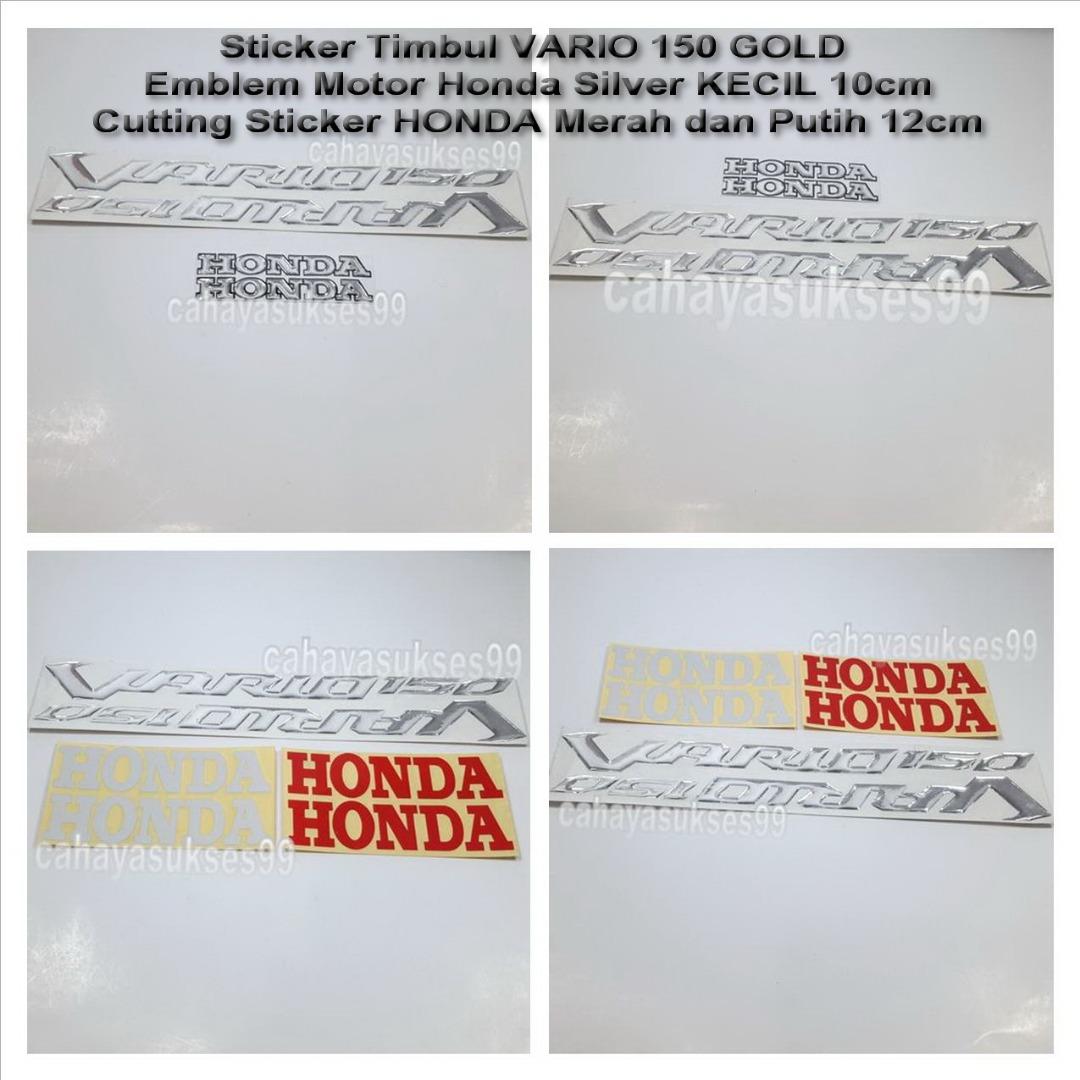 Sticker Timbul VARIO 150 GOLD
Emblem Motor Honda Silver KECIL 10cm
Cutting Sticker HONDA Merah dan Putih 12cm
cahayasukses99
VARIO 150
VARIO 150
HONDA
HONDA
cahayasukses99
HONDA
HONDA
VARIO 150
VARIO 150
cahayasukses99
cahayasukses99
VARIO 150
VARIO 150
HONDA
HONDA
HONDA
HONDA
cahayasukses99
cahayasukses99
HONDA
HONDA
HONDA
HONDA
VARIO 150
VARIO 150
cahayasukses99